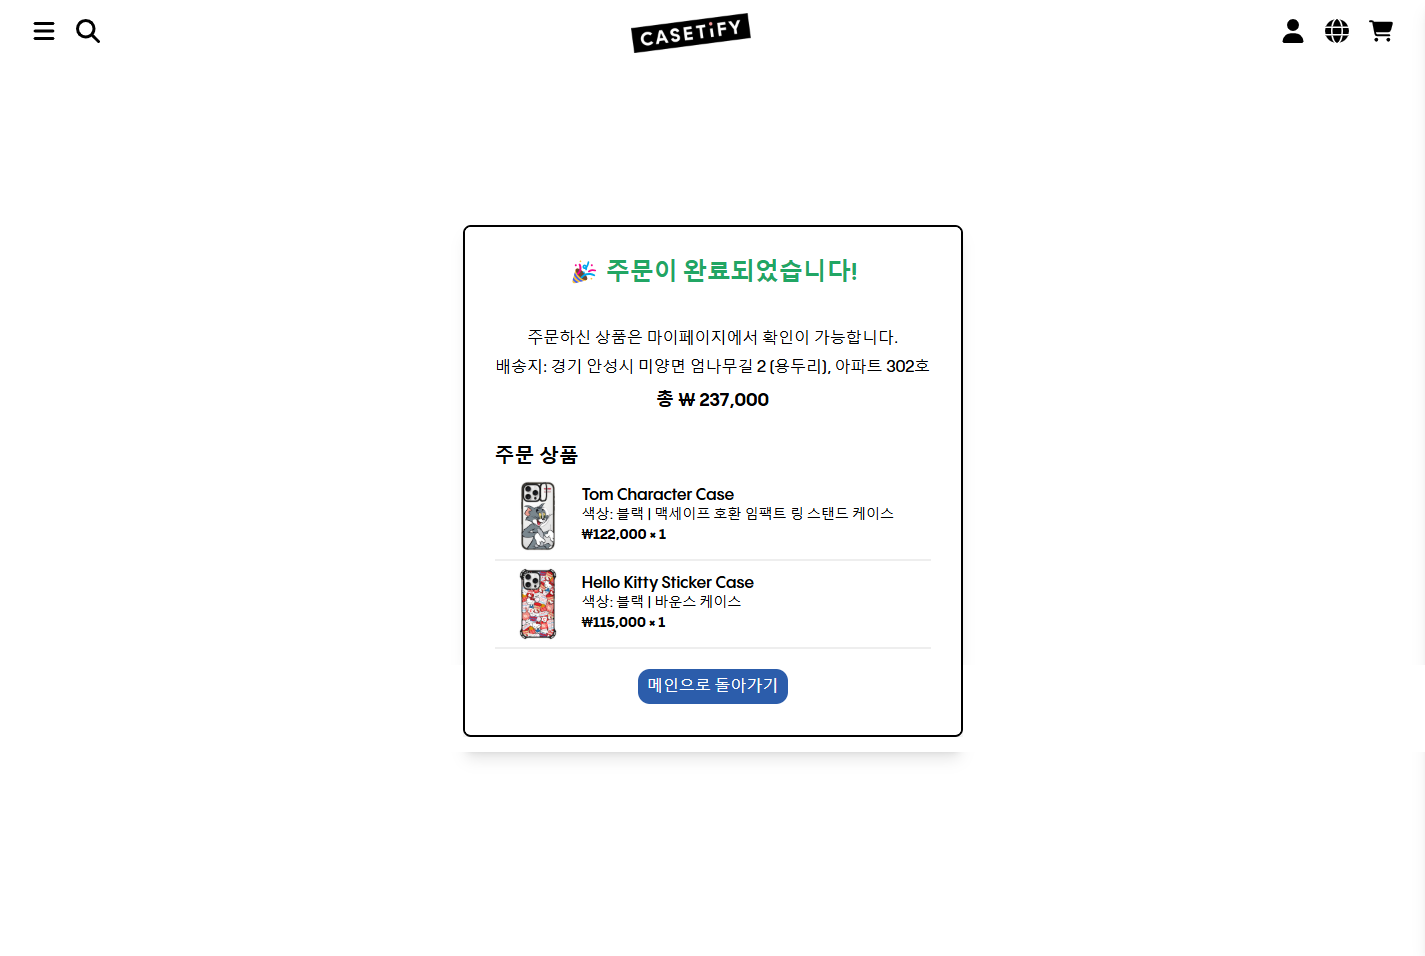 CASETiFY
🎉 주문이 완료되었습니다!
주문하신 상품은 마이페이지에서 확인이 가능합니다.
배송지: 경기 안성시 미양면 엄나무길 2 (용두리), 아파트 302호
총 ₩ 237,000
주문 상품
Tom Character Case
색상: 블랙 | 맥세이프 호환 임팩트 링 스탠드 케이스
₩122,000 × 1
Hello Kitty Sticker Case
색상: 블랙 | 바운스 케이스
₩115,000 × 1
메인으로 돌아가기